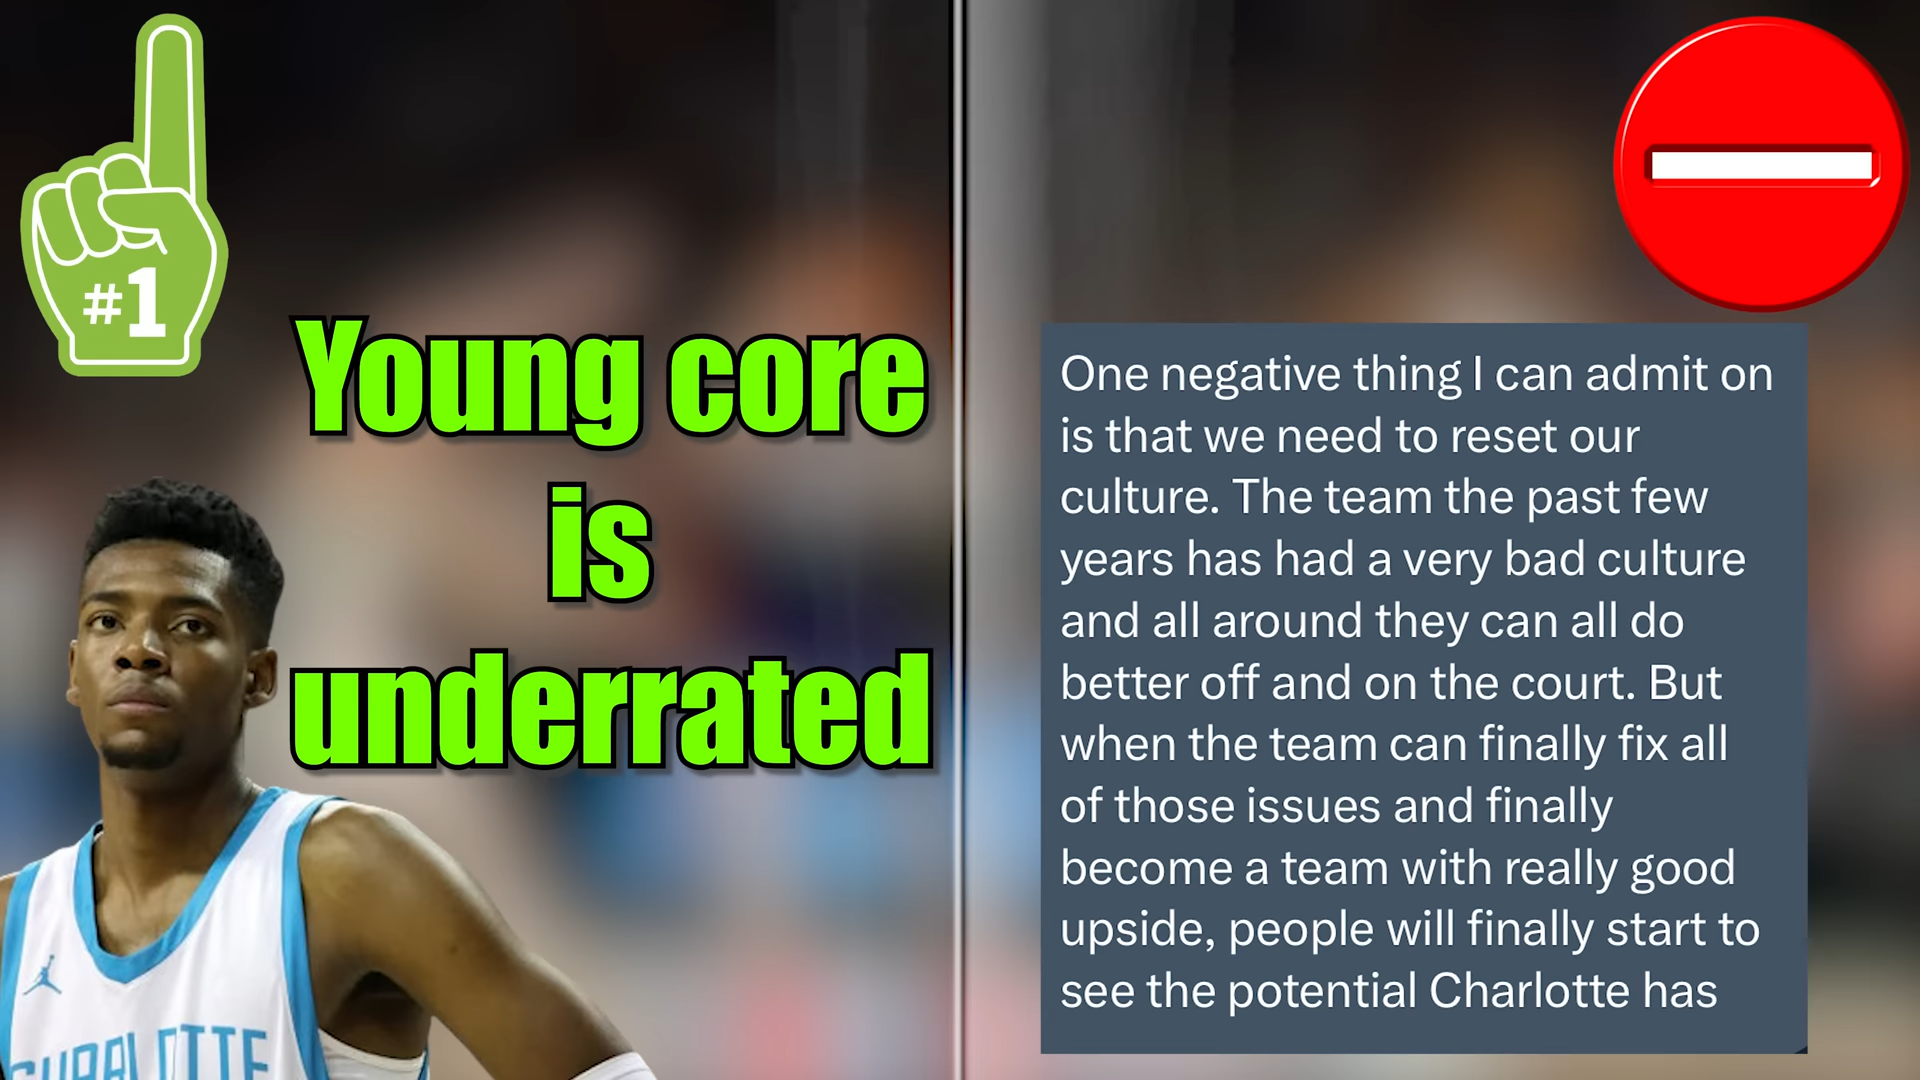 #1
Young core
is
underrated
CHARLOTTE
One negative thing I can admit on
is that we need to reset our
culture. The team the past few
years has had a very bad culture
and all around they can all do
better off and on the court. But
when the team can finally fix all
of those issues and finally
become a team with really good
upside, people will finally start to
see the potential Charlotte has